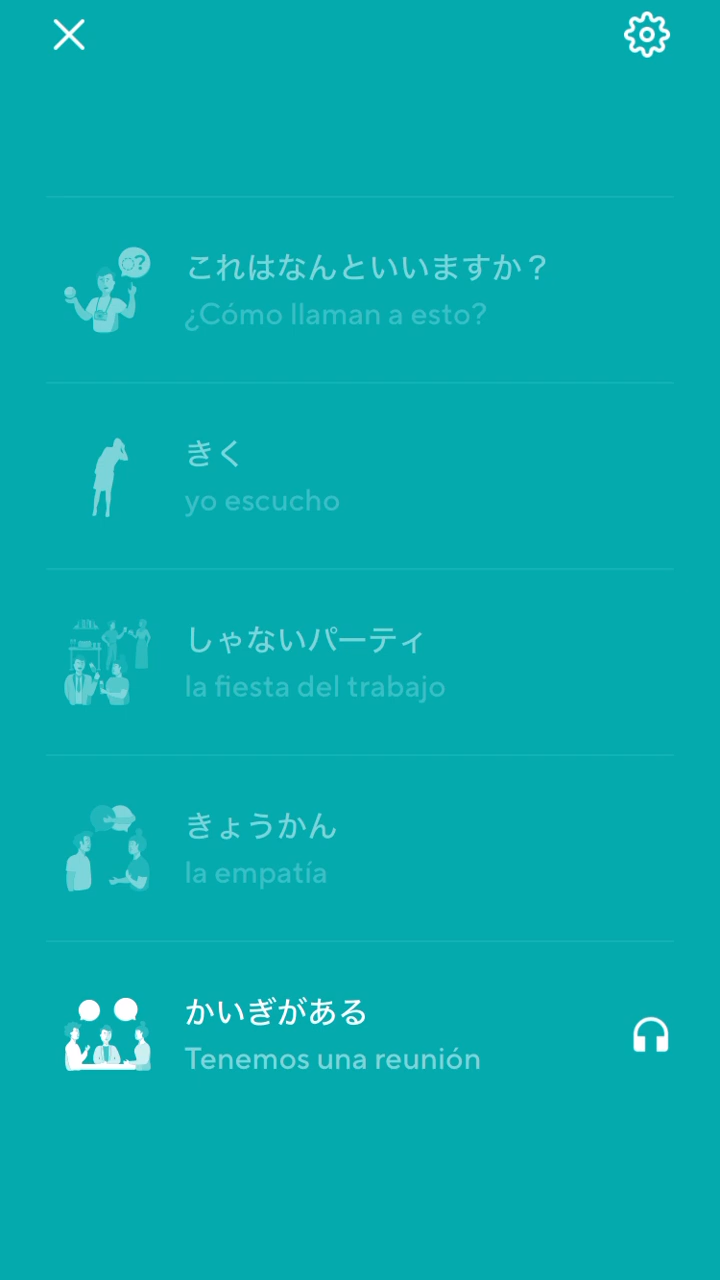 これはなんといいますか？
¿Cómo llaman a esto?
きく
yo escucho
しゃないパーティ
la fiesta del trabajo
きょうかん
la empatía
かいぎがある
Tenemos una reunión